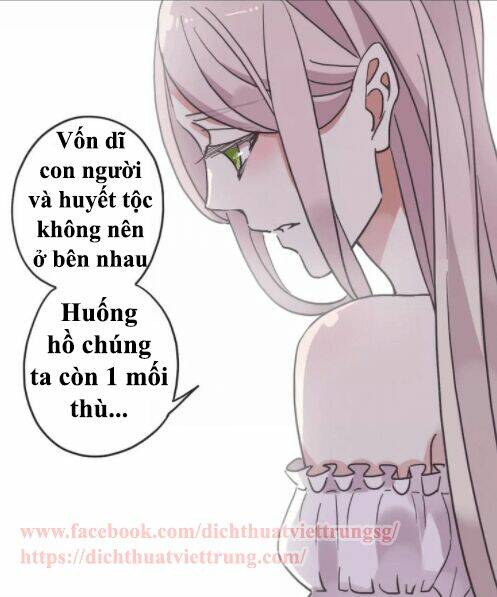 Vốn dĩ
con người
và huyết tộc
không nên
ở bên nhau
Huống
hồ chúng
ta còn 1 mối
thù...
www.facebook.com/dichthuatviettrungsg/
https://dichthuatviettrung.com/